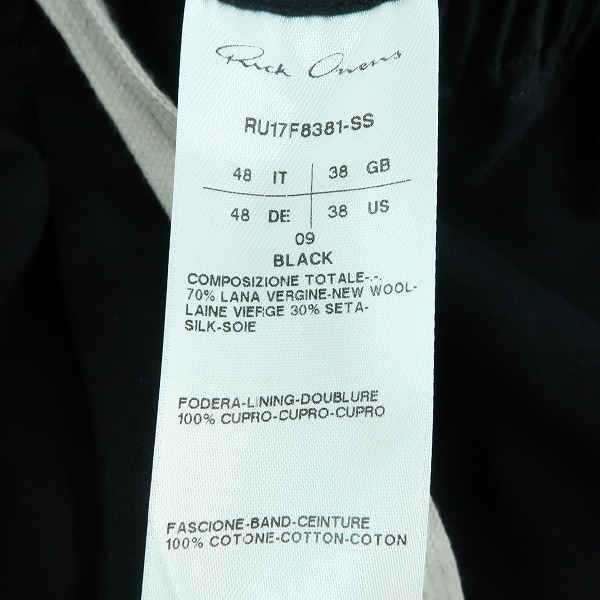 Rick Owens
RU17F8381-SS
48 IT 38 GB
48 DE 38 US
09
BLACK
COMPOSIZIONE TOTALE-.-.
70% LANA VERGINE-NEW WOOL-
LAINE VIERGE 30% SETA-
SILK-SOIE
FODERA-LINING-DOUBLURE
100% CUPRO-CUPRO-CUPRO
FASCIONE-BAND-CEINTURE
100% COTONE-COTTON-COTON